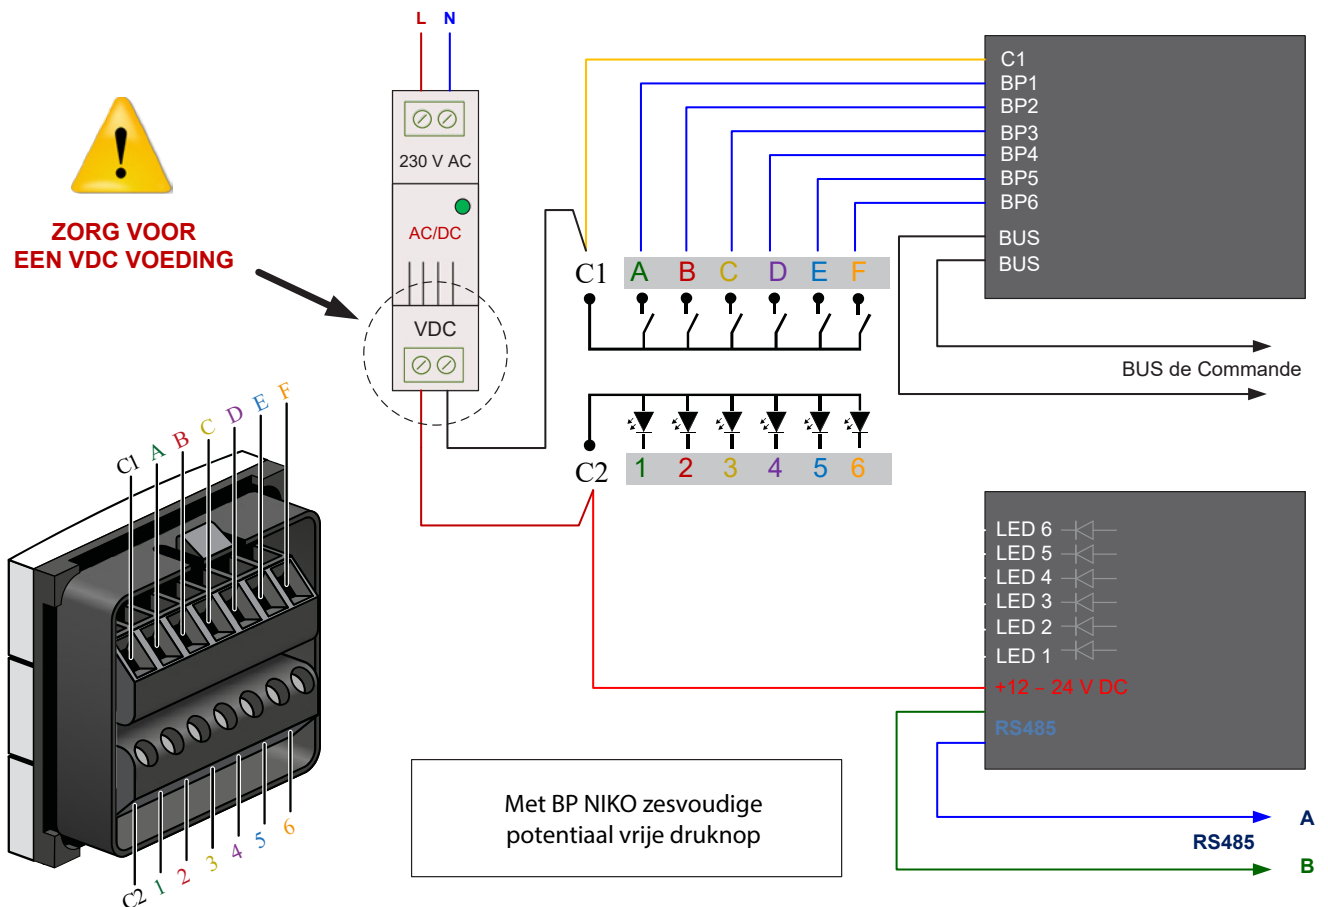 L N
230 V AC
AC/DC
VDC
ZORG VOOR
EEN VDC VOEDING
C1
BP1
BP2
BP3
BP4
BP5
BP6
BUS
BUS
BUS de Commande
C1 A B C D E F
C2 1 2 3 4 5 6
C1 A B C D E F
C2 1 2 3 4 5 6
LED 6
LED 5
LED 4
LED 3
LED 2
LED 1
+12 – 24 V DC
RS485
A
RS485
B
Met BP NIKO zesvoudige
potentiaal vrije druknop